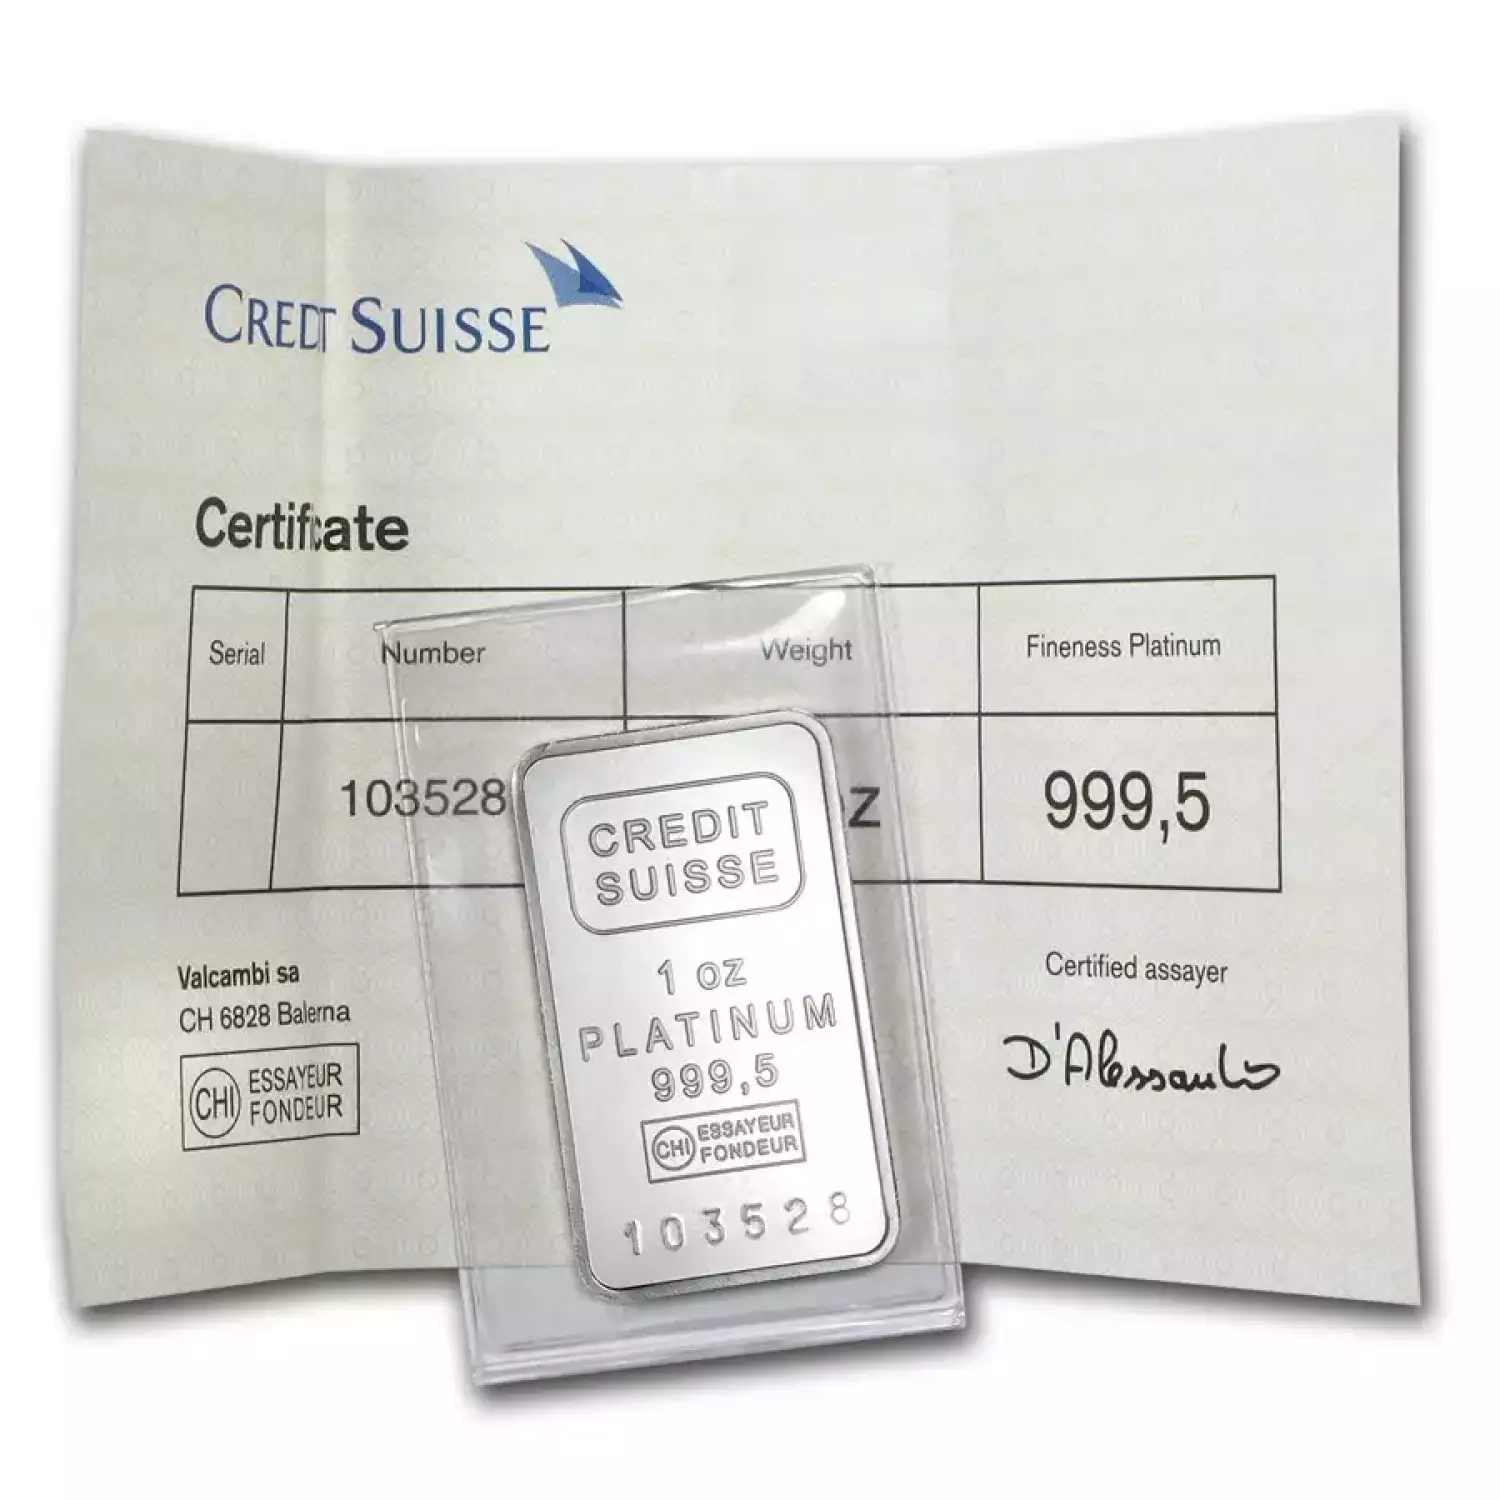 CREDIT SUISSE
Certificate
Serial Number Weight Fineness Platinum
103528 999,5
CREDIT
SUISSE
1 OZ
PLATINUM
999,5
CHI ESSAYEUR
FONDEUR
103528
Valcambi sa
CH 6828 Balerna
CHI ESSAYEUR
FONDEUR
Certified assayer
D'Alessandro